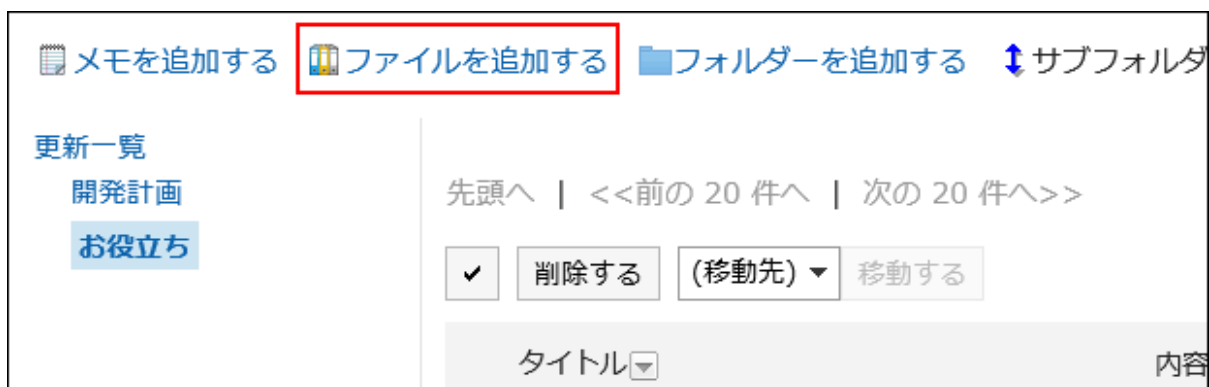 メモを追加する ファイルを追加する フォルダーを追加する サブフォルダ
更新一覧
開発計画
お役立ち
先頭へ | <<前の 20 件へ | 次の 20 件へ>>
削除する (移動先) 移動する
タイトル 内容